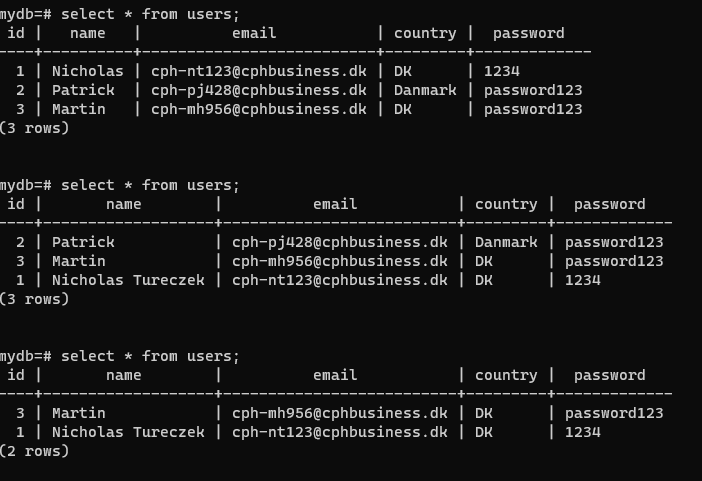 mydb=# select * from users;
 id |   name   |          email          | country |  password
----+----------+-------------------------+---------+-------------
  1 | Nicholas | cph-nt123@cphbusiness.dk | DK      | 1234
  2 | Patrick  | cph-pj428@cphbusiness.dk | Danmark | password123
  3 | Martin   | cph-mh956@cphbusiness.dk | DK      | password123
(3 rows)
mydb=# select * from users;
 id |       name        |          email           | country |  password
----+-------------------+--------------------------+---------+-------------
  2 | Patrick           | cph-pj428@cphbusiness.dk | Danmark | password123
  3 | Martin            | cph-mh956@cphbusiness.dk | DK      | password123
  1 | Nicholas Tureczek | cph-nt123@cphbusiness.dk | DK      | 1234
(3 rows)
mydb=# select * from users;
 id |       name        |          email           | country |  password
----+-------------------+--------------------------+---------+-------------
  3 | Martin            | cph-mh956@cphbusiness.dk | DK      | password123
  1 | Nicholas Tureczek | cph-nt123@cphbusiness.dk | DK      | 1234
(2 rows)